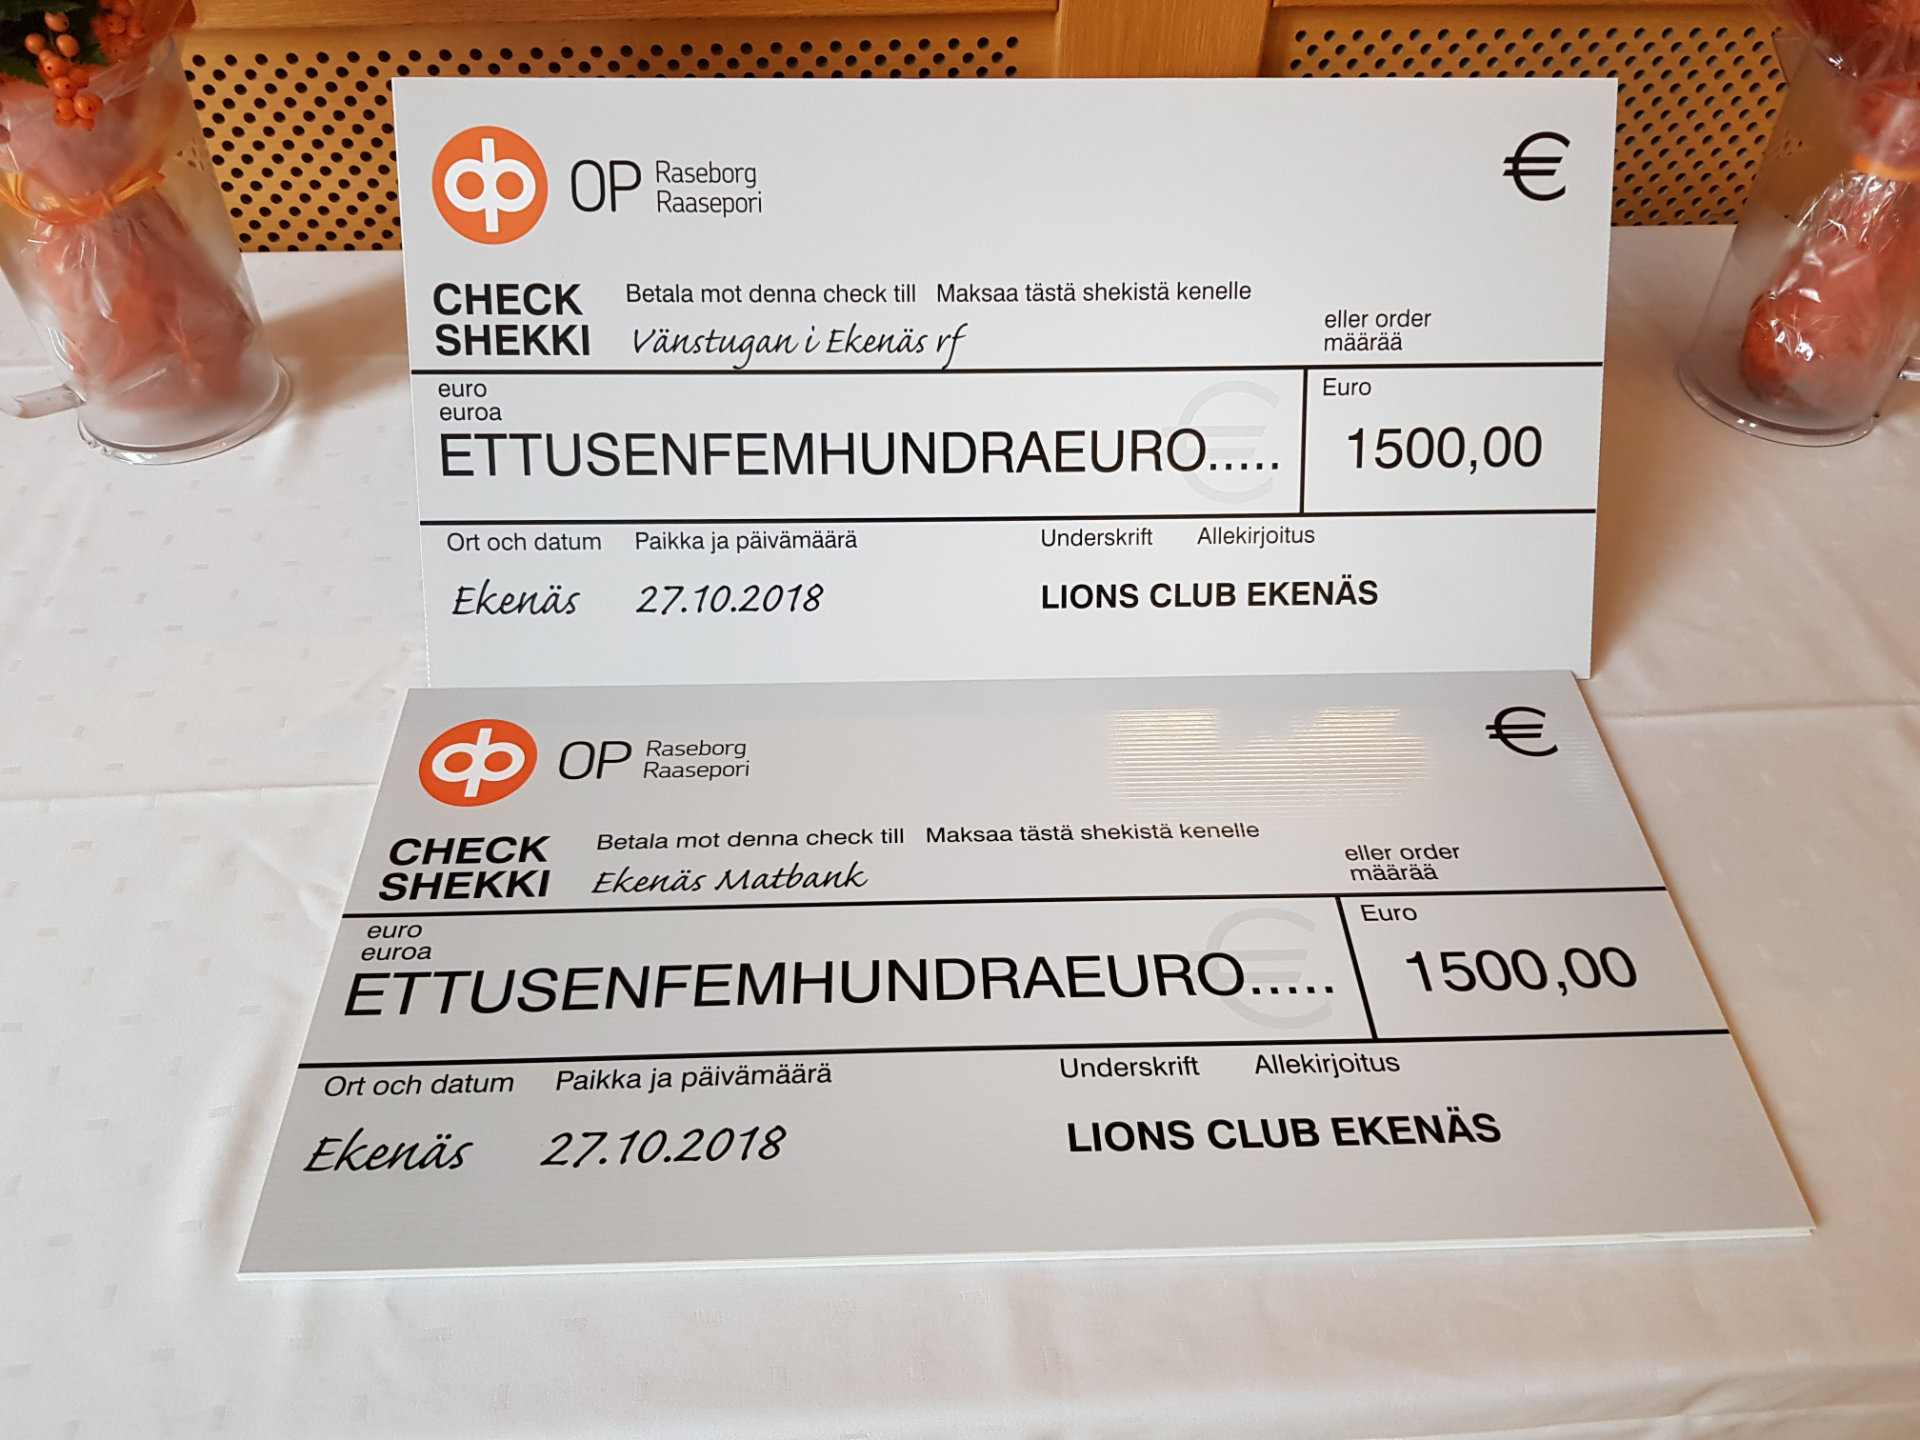 OP Raseborg
Raasepori
€
CHECK
SHEKKI
Betala mot denna check till Maksaa tästä shekistä kenelle
Vänstugan i Ekenäs rf
eller order
määrää
euro
euroa
ETTUSENFEMHUNDRAEURO.....
€
Euro
1500,00
Ort och datum Paikka ja päivämäärä
Ekenäs 27.10.2018
Underskrift Allekirjoitus
LIONS CLUB EKENÄS
OP Raseborg
Raasepori
€
CHECK
SHEKKI
Betala mot denna check till Maksaa tästä shekistä kenelle
Ekenäs Matbank
eller order
määrää
euro
euroa
ETTUSENFEMHUNDRAEURO.....
€
Euro
1500,00
Ort och datum Paikka ja päivämäärä
Ekenäs 27.10.2018
Underskrift Allekirjoitus
LIONS CLUB EKENÄS